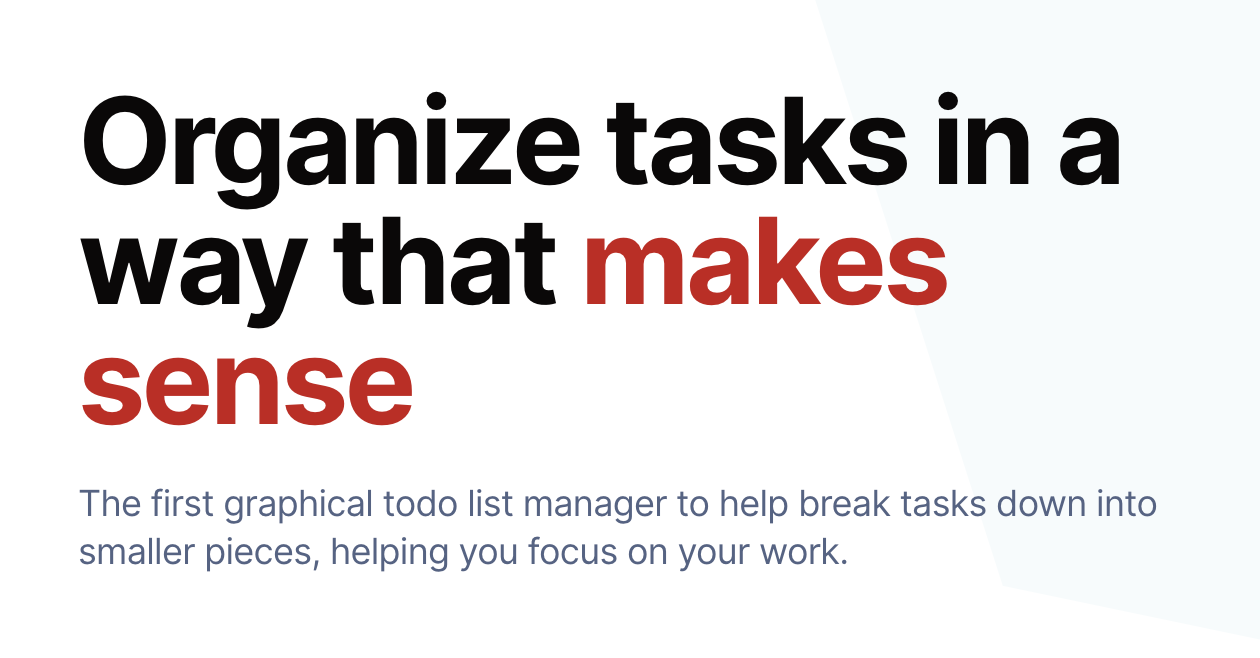 Organize tasks in a
way that makes
sense
The first graphical todo list manager to help break tasks down into
smaller pieces, helping you focus on your work.